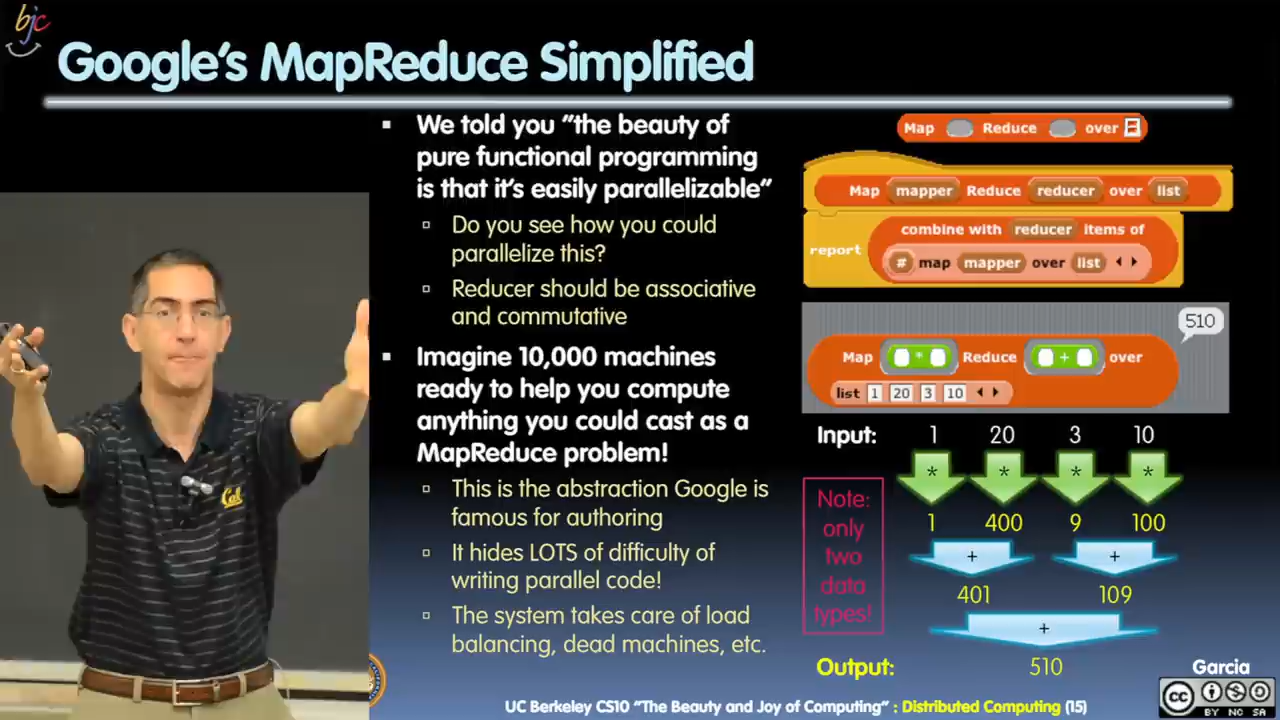 bjc
Google's MapReduce Simplified
▪ We told you "the beauty of
pure functional programming
is that it's easily parallelizable"
▫ Do you see how you could
parallelize this?
▫ Reducer should be associative
and commutative
▪ Imagine 10,000 machines
ready to help you compute
anything you could cast as a
MapReduce problem!
▫ This is the abstraction Google is
famous for authoring
▫ It hides LOTS of difficulty of
writing parallel code!
▫ The system takes care of load
balancing, dead machines, etc.
Map Reduce over
Map mapper Reduce reducer over list
combine with reducer items of
report
# map mapper over list
510
Map * Reduce + over
list 1 20 3 10
Input: 1 20 3 10
* * * *
1 400 9 100
+ +
401 109
+
Output: 510
Note:
only
two
data
types!
Cal
Garcia
UC Berkeley CS10 "The Beauty and Joy of Computing" : Distributed Computing (15)
cc
BY NC SA